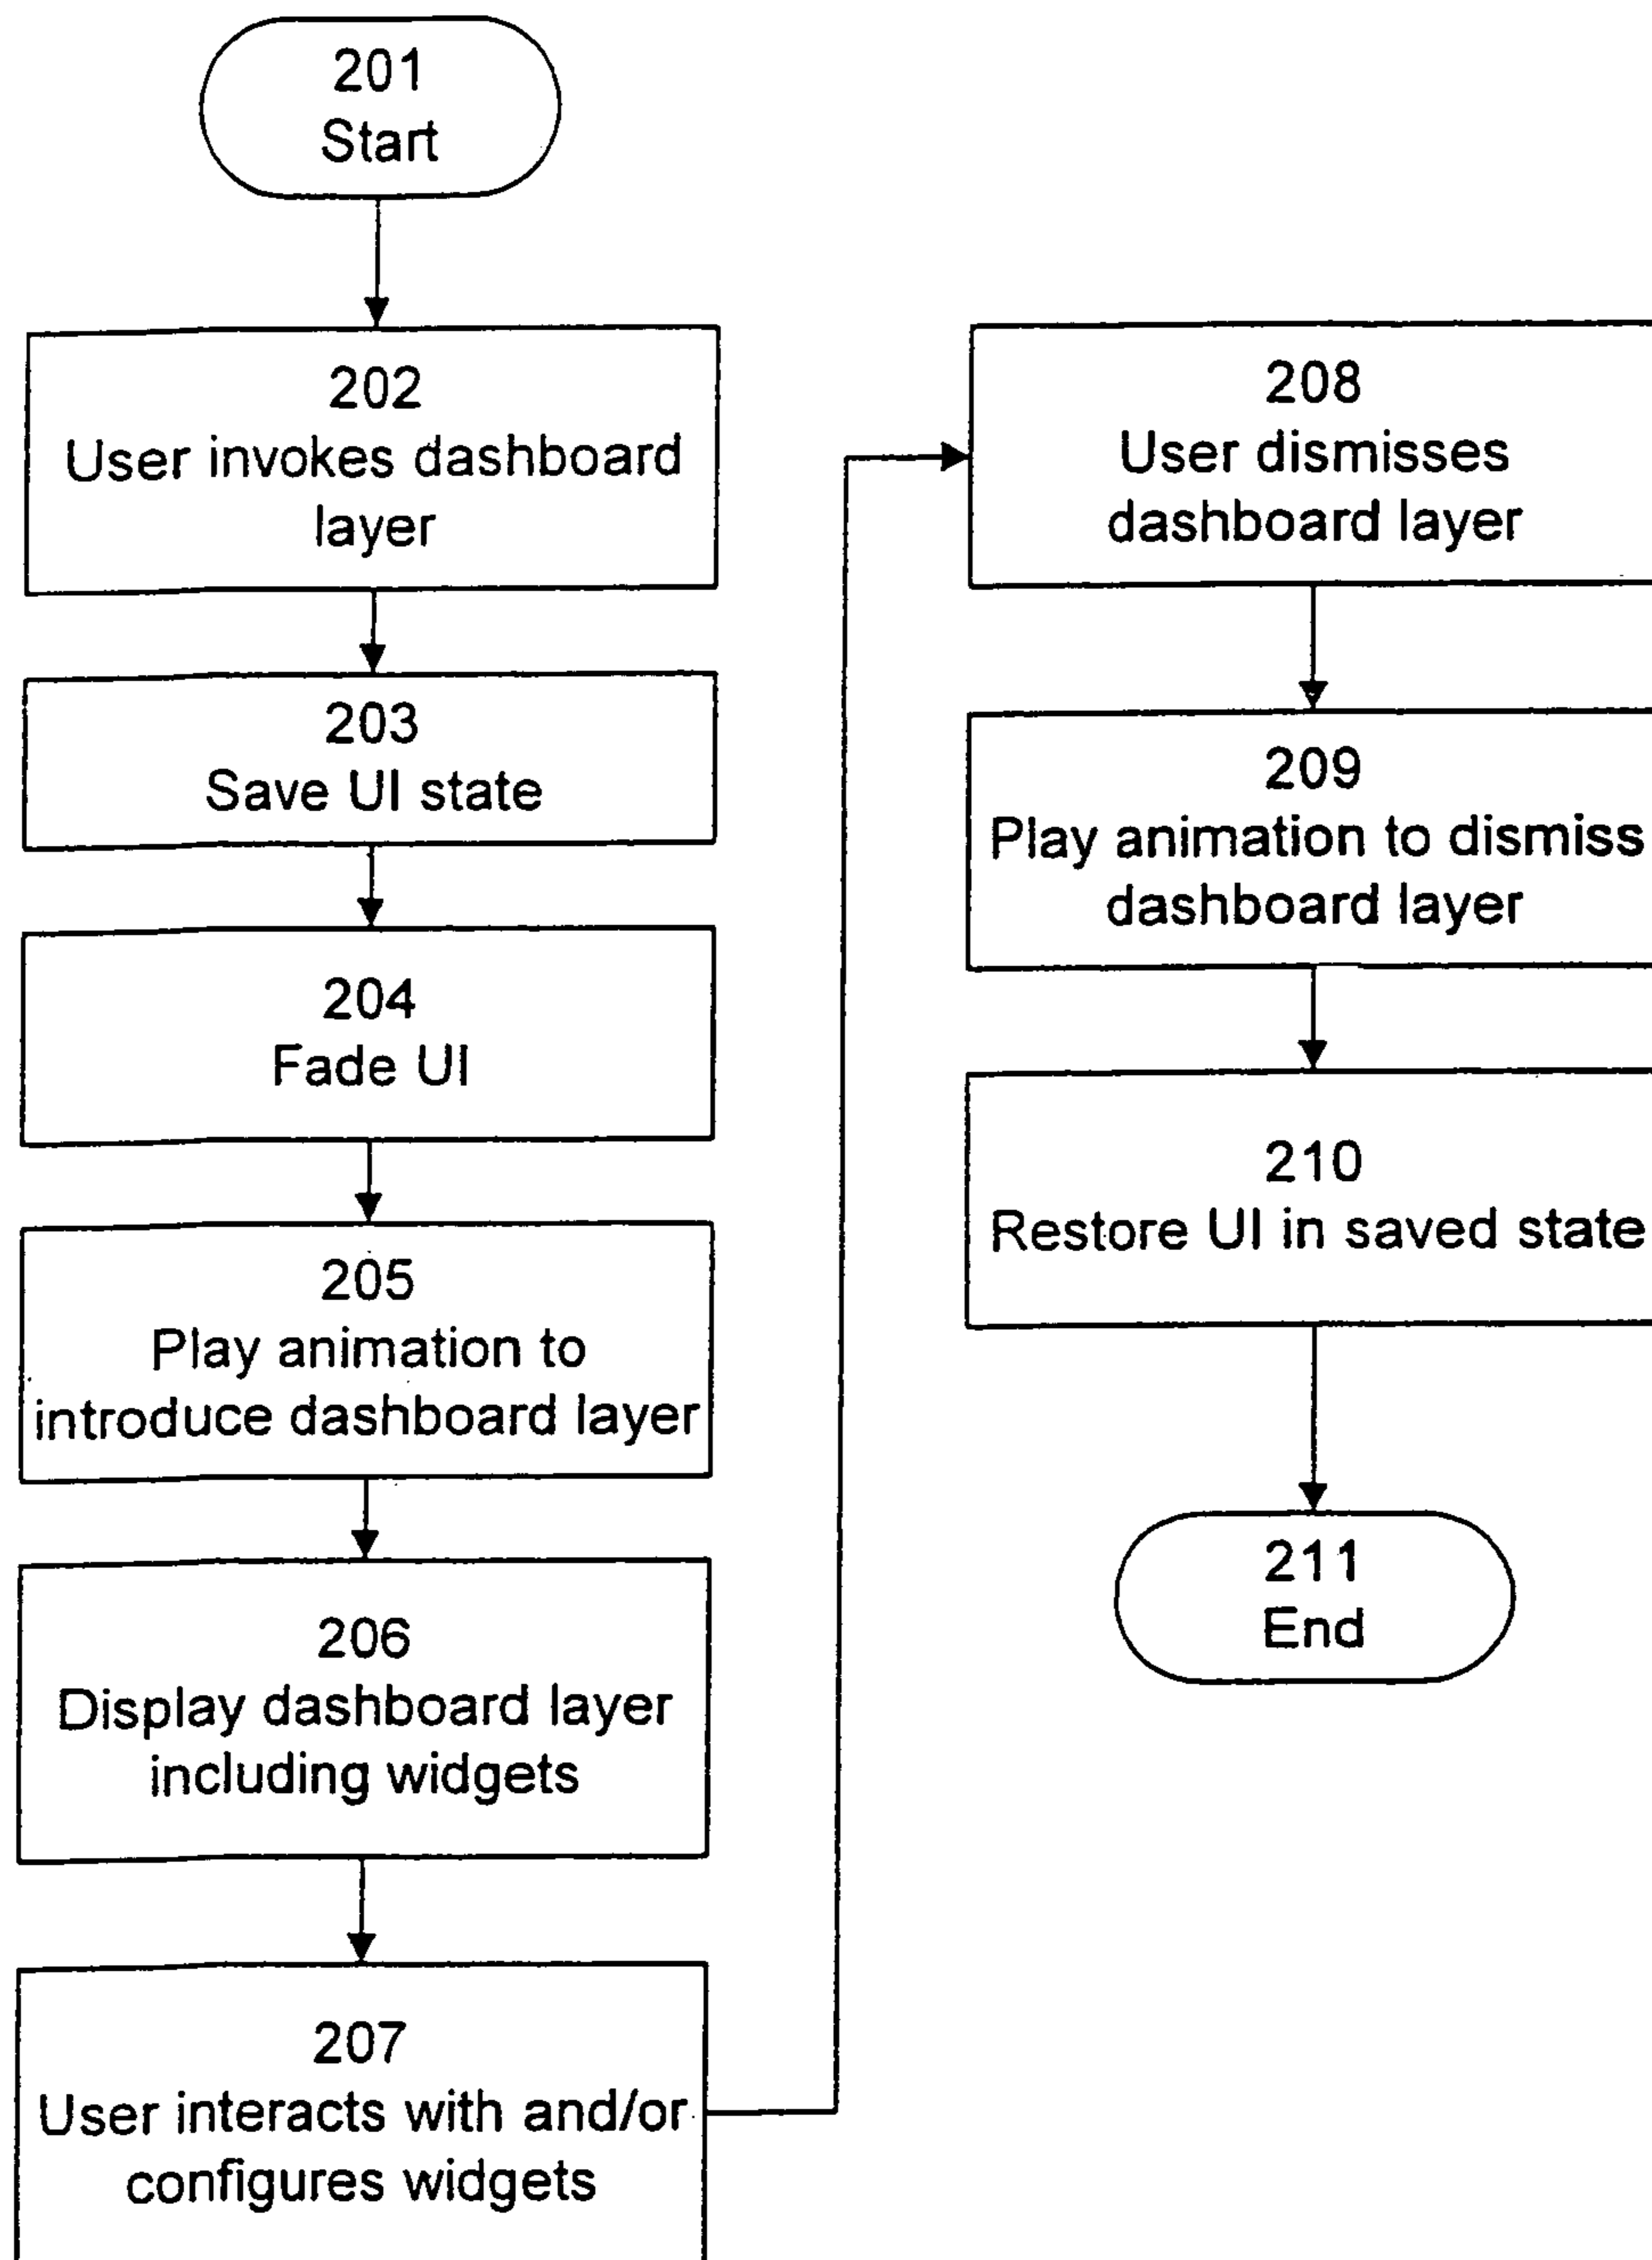 201
Start
202
User invokes dashboard
layer
203
Save UI state
204
Fade UI
205
Play animation to
introduce dashboard layer
206
Display dashboard layer
including widgets
207
User interacts with and/or
configures widgets
208
User dismisses
dashboard layer
209
Play animation to dismiss
dashboard layer
210
Restore UI in saved state
211
End